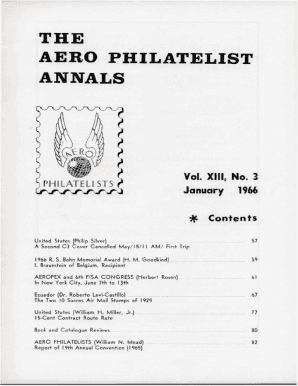 THE
AERO PHILATELIST
ANNALS
AERO
PHILATELISTS
Vol. XIII, No. 3
January 1966
* Contents
United States (Philip Silver) 57
A Second C3 Cover Cancelled May/15/11 AM/ First Trip
1966 R. S. Bohn Memorial Award (H. M. Goodkind) 59
L. Braunstein of Belgium, Recipient
AEROPEX and 6th FISA CONGRESS (Herbert Rosen) 61
In New York City, June 7th to 13th
Ecuador (Dr. Roberto Levi-Castillo) 67
The Two 10 Sucres Air Mail Stamps of 1929
United States (William H. Miller, Jr.) 77
15-Cent Contract Route Rate
Book and Catalogue Reviews 80
AERO PHILATELISTS (William N. Mead) 82
Report of 19th Annual Convention (1965)